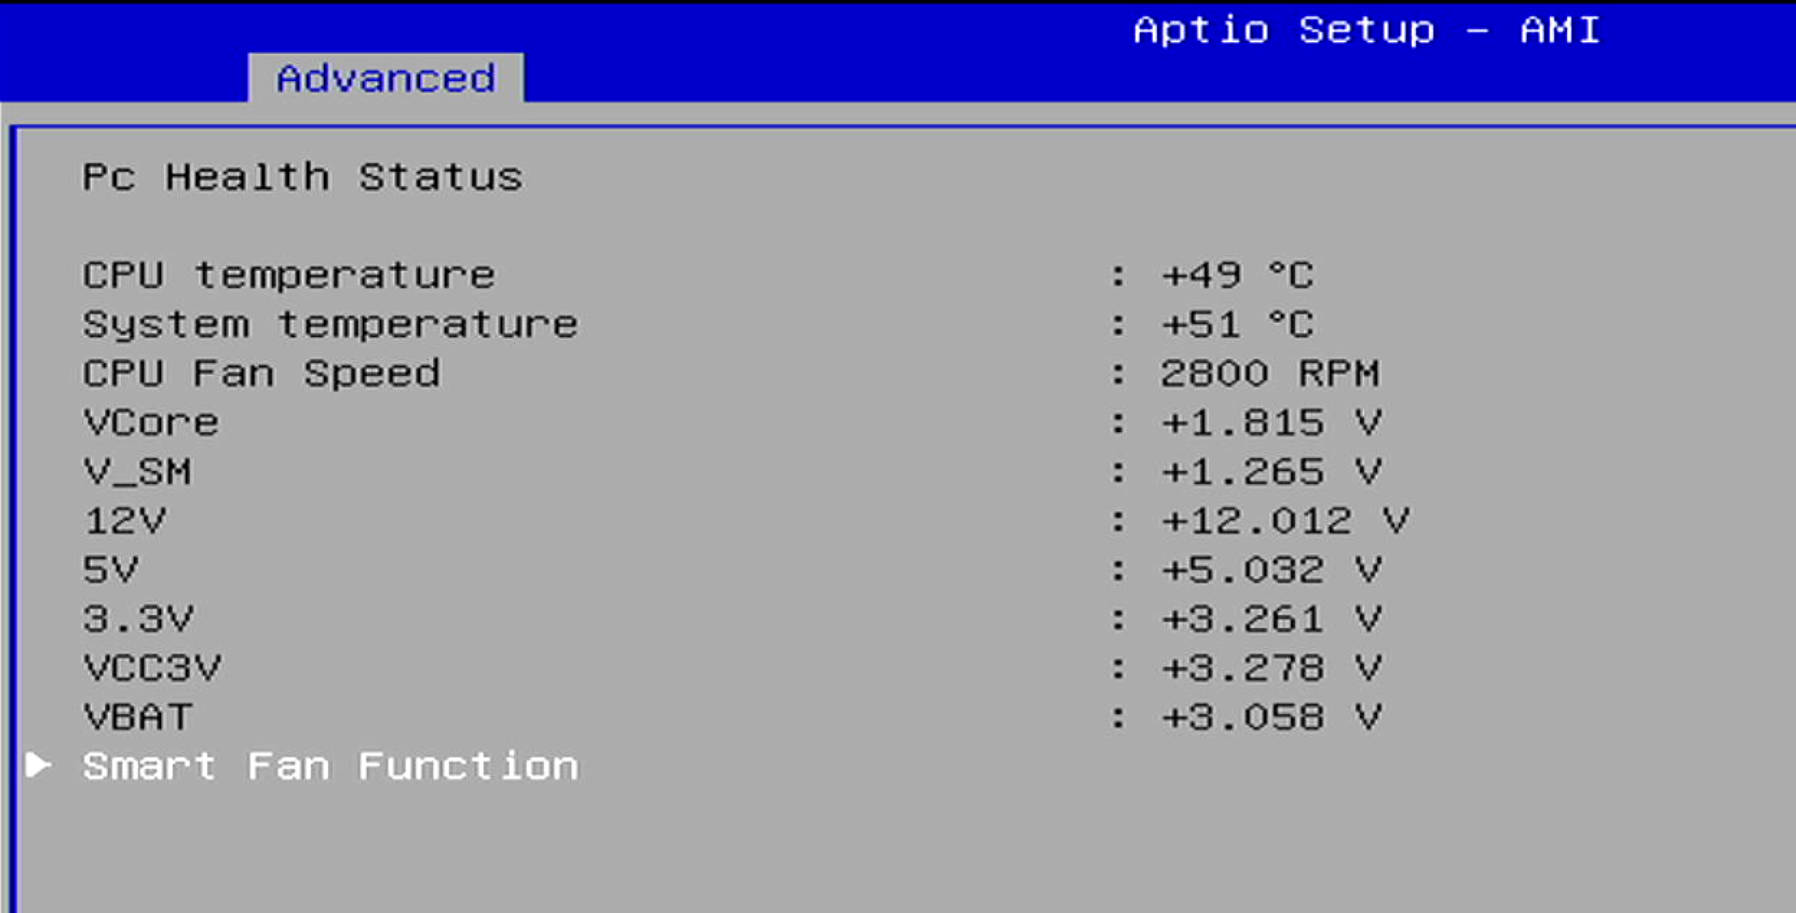 Aptio Setup - AMI
Advanced
Pc Health Status
CPU temperature : +49 °C
System temperature : +51 °C
CPU Fan Speed : 2800 RPM
VCore : +1.815 V
V_SM : +1.265 V
12V : +12.012 V
5V : +5.032 V
3.3V : +3.261 V
VCC3V : +3.278 V
VBAT : +3.058 V
Smart Fan Function